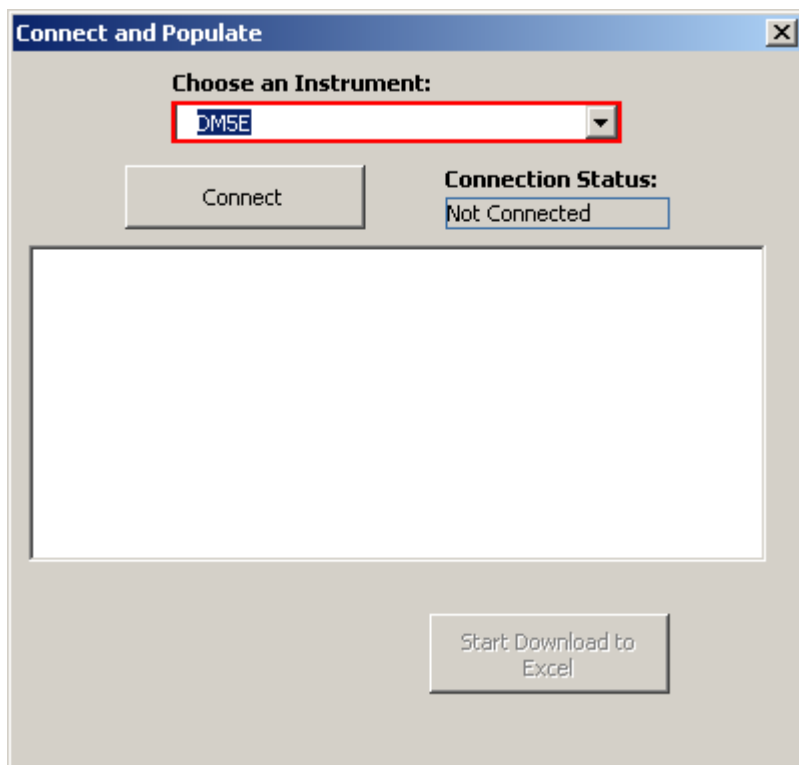 Connect and Populate
Choose an Instrument:
DM5E
Connect
Connection Status:
Not Connected
Start Download to
Excel